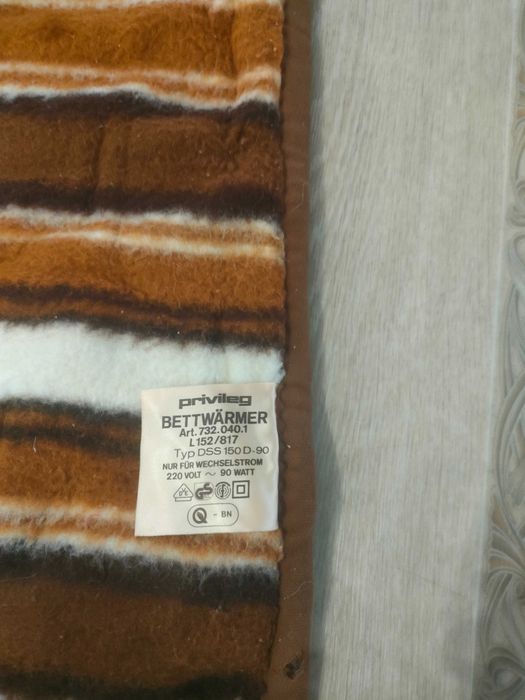 privileg
BETTWÄRMER
Art. 732.040.1
L152/817
Typ DSS 150 D-90
NUR FÜR WECHSELSTROM
220 VOLT ~ 90 WATT
Q - BN